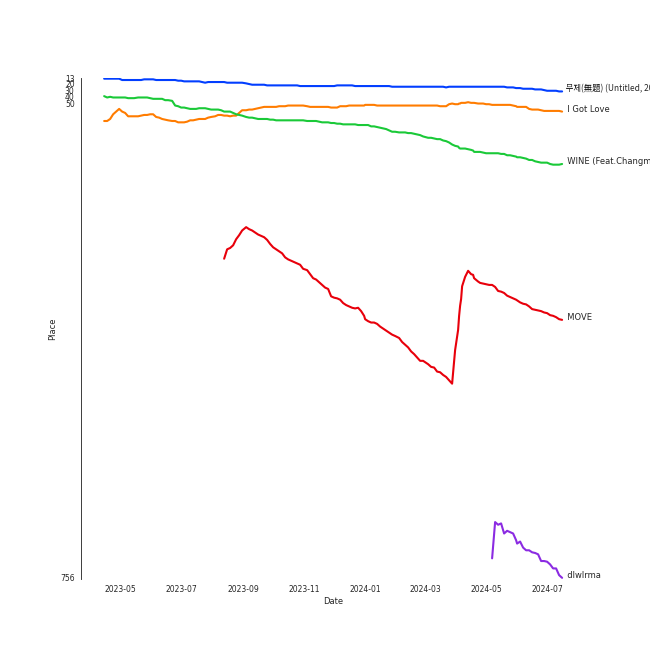 13
20
30
40
50
무제(無題) (Untitled, 20
I Got Love
WINE (Feat.Changm
MOVE
Place
756
dlwlrma
2023-05 2023-07 2023-09 2023-11 2024-01 2024-03 2024-05 2024-07
Date